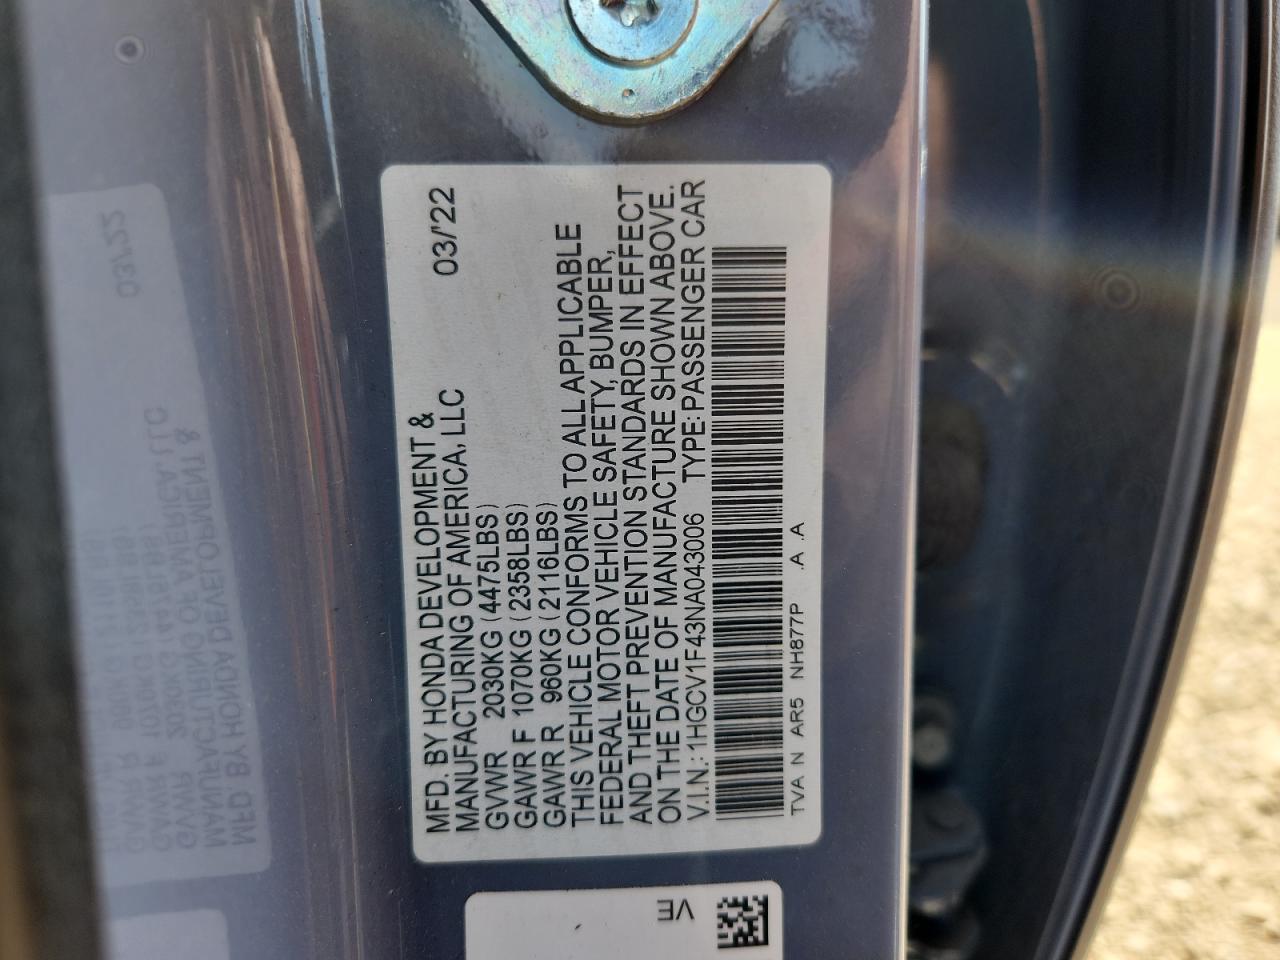 MFD. BY HONDA DEVELOPMENT & 03/'22
MANUFACTURING OF AMERICA, LLC
GVWR 2030KG (4475LBS)
GAWR F 1070KG (2358LBS)
GAWR R 960KG (2116LBS)
THIS VEHICLE CONFORMS TO ALL APPLICABLE
FEDERAL MOTOR VEHICLE SAFETY, BUMPER,
AND THEFT PREVENTION STANDARDS IN EFFECT
ON THE DATE OF MANUFACTURE SHOWN ABOVE.
V.I.N.: 1HGCV1F43NA043006 TYPE: PASSENGER CAR
TVA N AR5 NH877P .A .A
VE